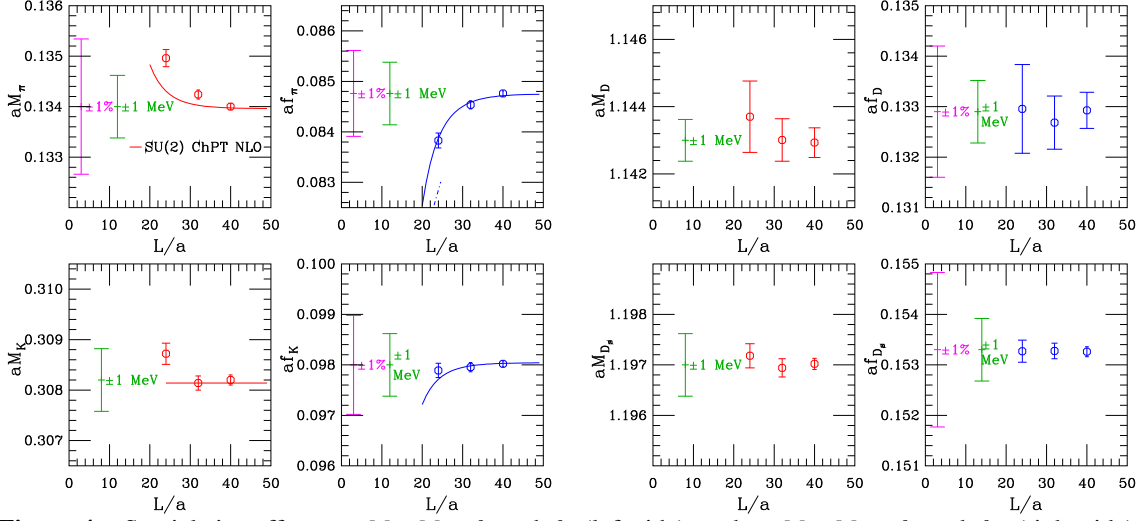 0.136
0.135
0.134
0.133
aM_π
±1%
±1 MeV
SU(2) ChPT NLO
0 10 20 30 40 50
L/a
0.086
0.085
0.084
0.083
af_π
±1%
±1 MeV
0 10 20 30 40 50
L/a
1.146
1.144
1.142
aM_D
±1 MeV
0 10 20 30 40 50
L/a
0.135
0.134
0.133
0.132
0.131
af_D
±1%
±1
MeV
0 10 20 30 40 50
L/a
0.310
0.309
0.308
0.307
aM_K
±1 MeV
0 10 20 30 40 50
L/a
0.100
0.099
0.098
0.097
0.096
af_K
±1%
±1
MeV
0 10 20 30 40 50
L/a
1.198
1.197
1.196
aM_D_s
±1 MeV
0 10 20 30 40 50
L/a
0.155
0.154
0.153
0.152
0.151
af_D_s
±1%
±1
MeV
0 10 20 30 40 50
L/a